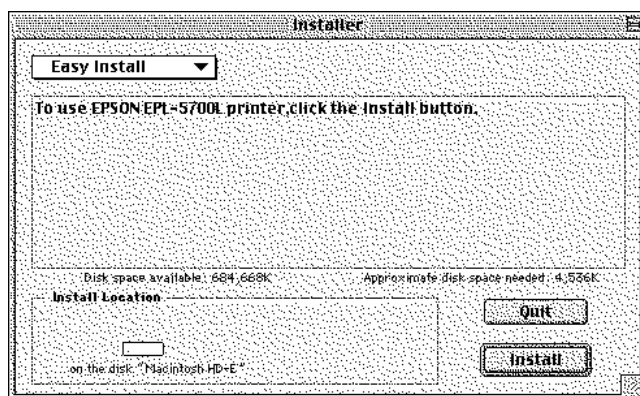 Installer
Easy Install
To use EPSON EPL-5700L printer,click the Install button.
Disk space available: 684,668K
Approximate disk space needed: 4,536K
Install Location
on the disk "Macintosh HD-E"
Quit
Install